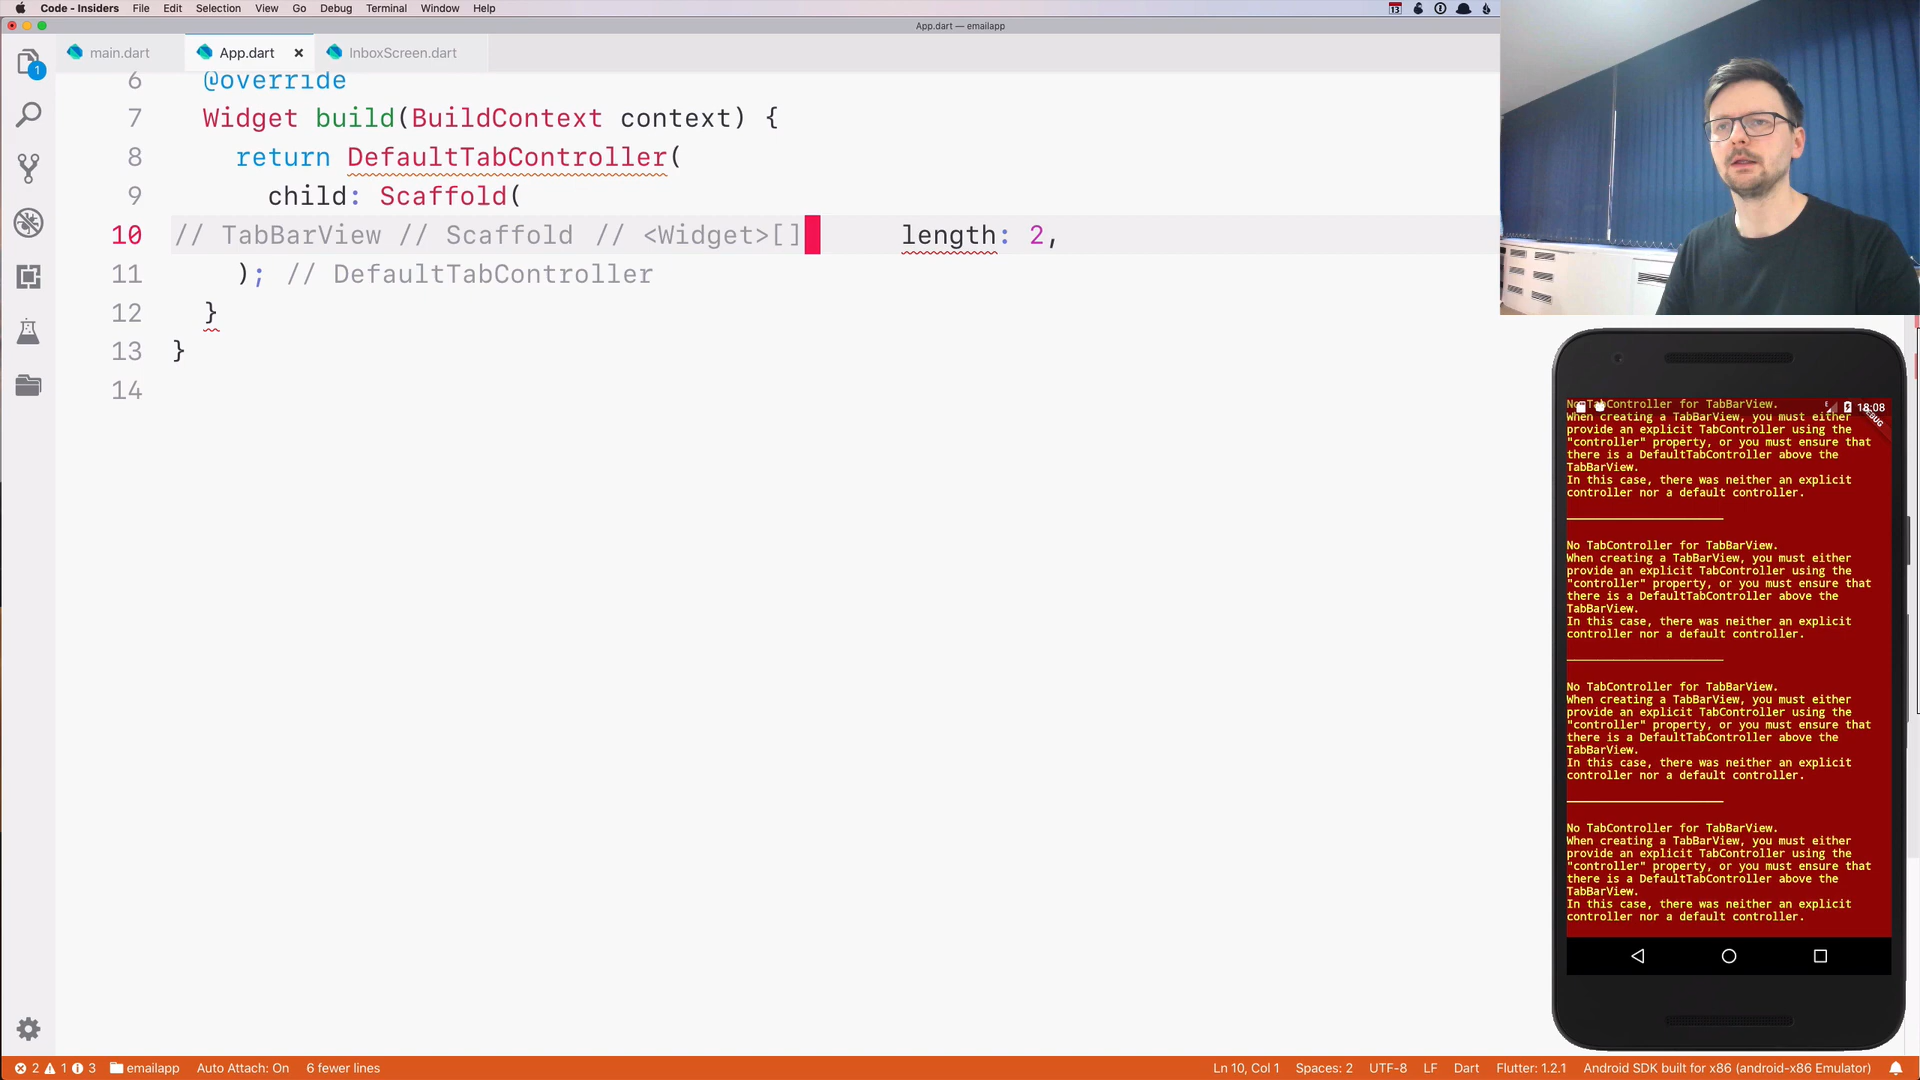 Code - Insiders File Edit Selection View Go Debug Terminal Window Help
13
App.dart — emailapp
main.dart App.dart InboxScreen.dart
1
6 @override
7 Widget build(BuildContext context) {
8 return DefaultTabController(
9 child: Scaffold(
10 // TabBarView // Scaffold // <Widget>[] length: 2,
11 ); // DefaultTabController
12 }
13 }
14
18:08
No TabController for TabBarView.
When creating a TabBarView, you must either
provide an explicit TabController using the
"controller" property, or you must ensure that
there is a DefaultTabController above the
TabBarView.
In this case, there was neither an explicit
controller nor a default controller.
No TabController for TabBarView.
When creating a TabBarView, you must either
provide an explicit TabController using the
"controller" property, or you must ensure that
there is a DefaultTabController above the
TabBarView.
In this case, there was neither an explicit
controller nor a default controller.
No TabController for TabBarView.
When creating a TabBarView, you must either
provide an explicit TabController using the
"controller" property, or you must ensure that
there is a DefaultTabController above the
TabBarView.
In this case, there was neither an explicit
controller nor a default controller.
No TabController for TabBarView.
When creating a TabBarView, you must either
provide an explicit TabController using the
"controller" property, or you must ensure that
there is a DefaultTabController above the
TabBarView.
In this case, there was neither an explicit
controller nor a default controller.
2 1 3 emailapp Auto Attach: On 6 fewer lines Ln 10, Col 1 Spaces: 2 UTF-8 LF Dart Flutter: 1.2.1 Android SDK built for x86 (android-x86 Emulator)